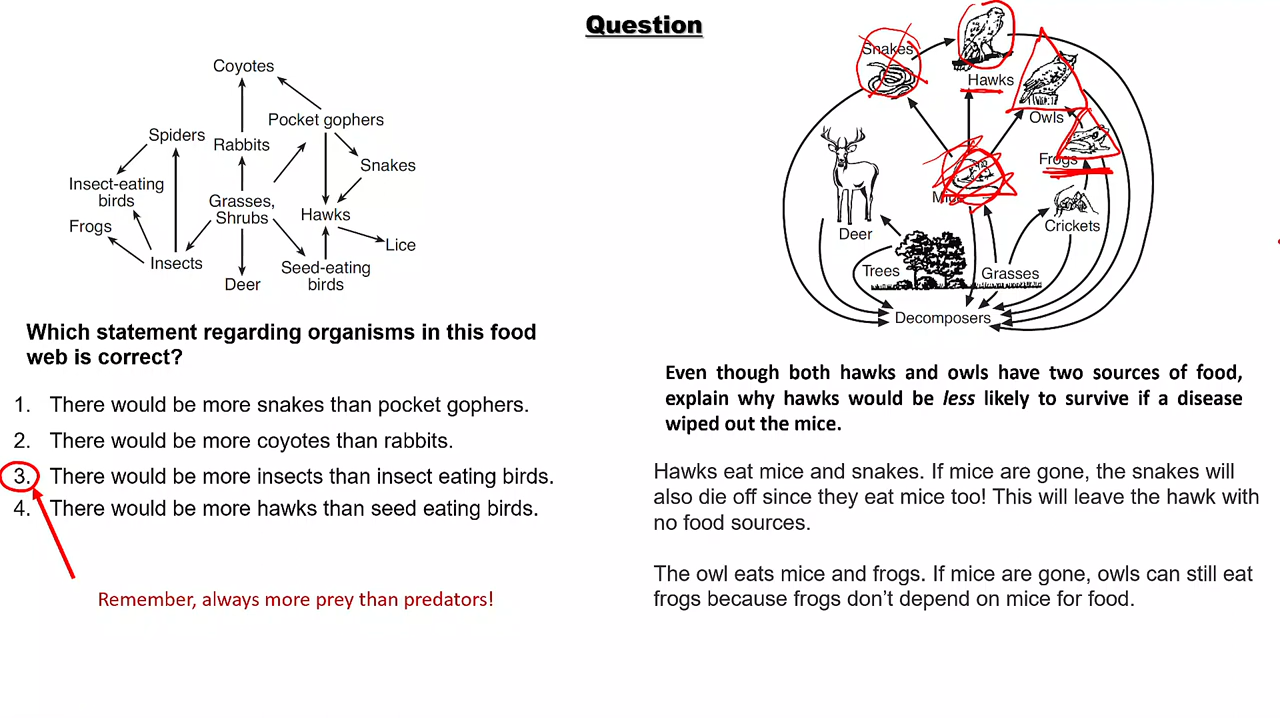 Question
Coyotes
Pocket gophers
Spiders
Rabbits
Snakes
Insect-eating
birds
Grasses,
Shrubs
Hawks
Frogs
Lice
Insects
Seed-eating
birds
Deer
Which statement regarding organisms in this food
web is correct?
1. There would be more snakes than pocket gophers.
2. There would be more coyotes than rabbits.
3. There would be more insects than insect eating birds.
4. There would be more hawks than seed eating birds.
Remember, always more prey than predators!
Snakes
Hawks
Owls
Frogs
Mice
Crickets
Deer
Trees
Grasses
Decomposers
Even though both hawks and owls have two sources of food,
explain why hawks would be less likely to survive if a disease
wiped out the mice.
Hawks eat mice and snakes. If mice are gone, the snakes will
also die off since they eat mice too! This will leave the hawk with
no food sources.
The owl eats mice and frogs. If mice are gone, owls can still eat
frogs because frogs don’t depend on mice for food.